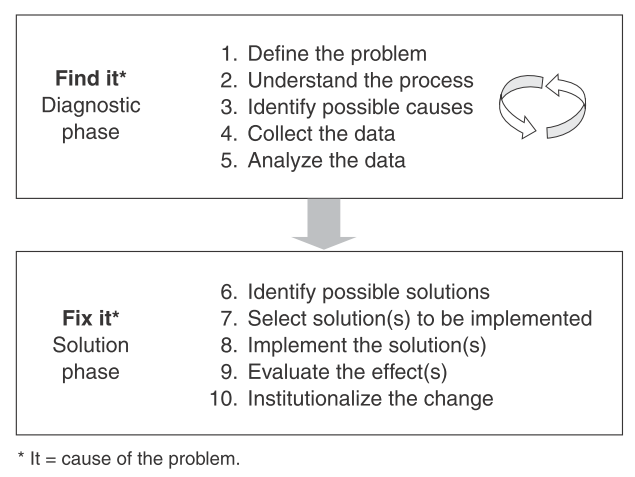 Find it*
Diagnostic
phase
1. Define the problem
2. Understand the process
3. Identify possible causes
4. Collect the data
5. Analyze the data
Fix it*
Solution
phase
6. Identify possible solutions
7. Select solution(s) to be implemented
8. Implement the solution(s)
9. Evaluate the effect(s)
10. Institutionalize the change
* It = cause of the problem.